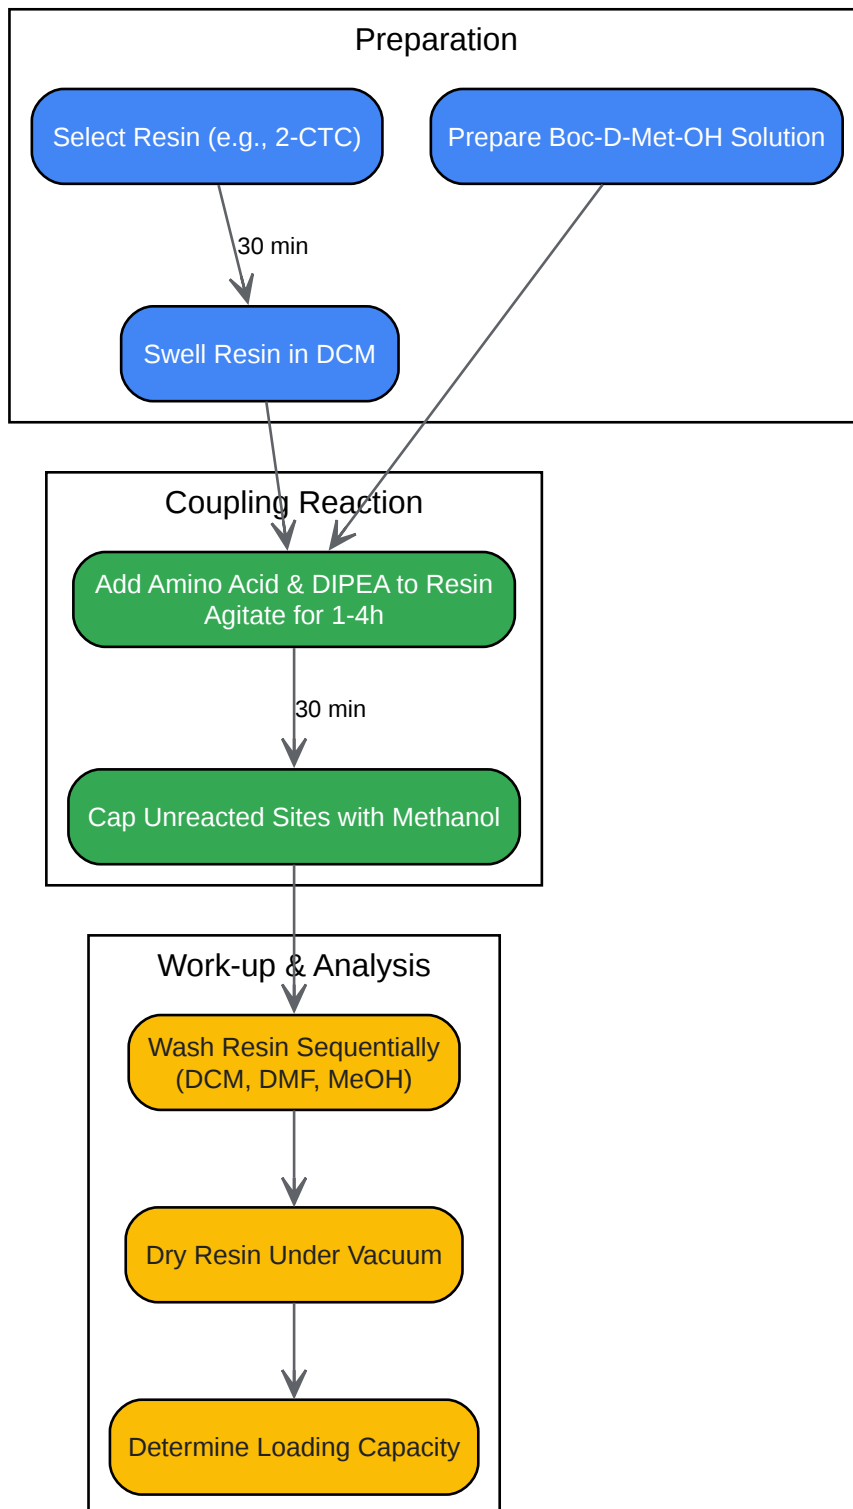 Preparation
Select Resin (e.g., 2-CTC)
Prepare Boc-D-Met-OH Solution
30 min
Swell Resin in DCM
Coupling Reaction
Add Amino Acid & DIPEA to Resin
Agitate for 1-4h
30 min
Cap Unreacted Sites with Methanol
Work-up & Analysis
Wash Resin Sequentially
(DCM, DMF, MeOH)
Dry Resin Under Vacuum
Determine Loading Capacity